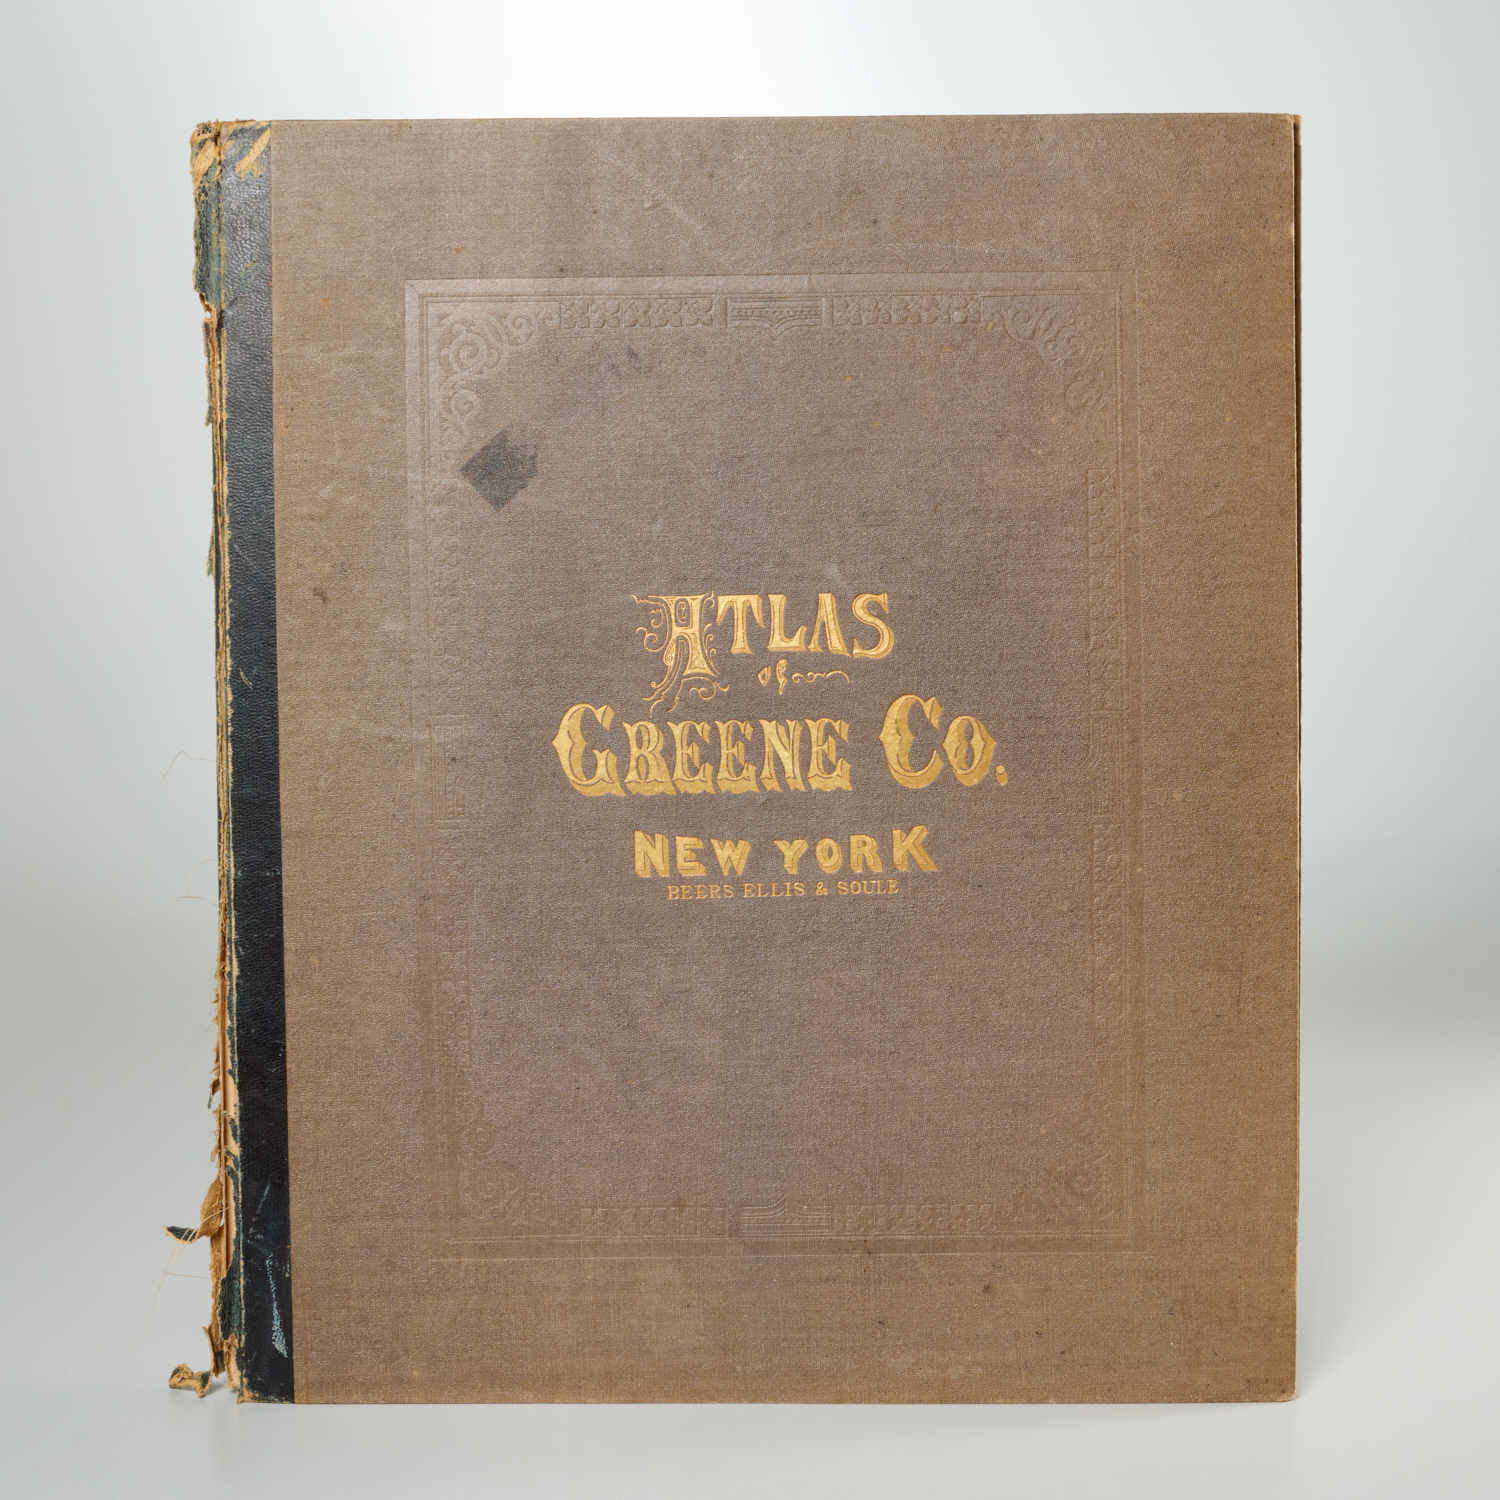 ATLAS
of
GREENE CO.
NEW YORK
BEERS ELLIS & SOULE